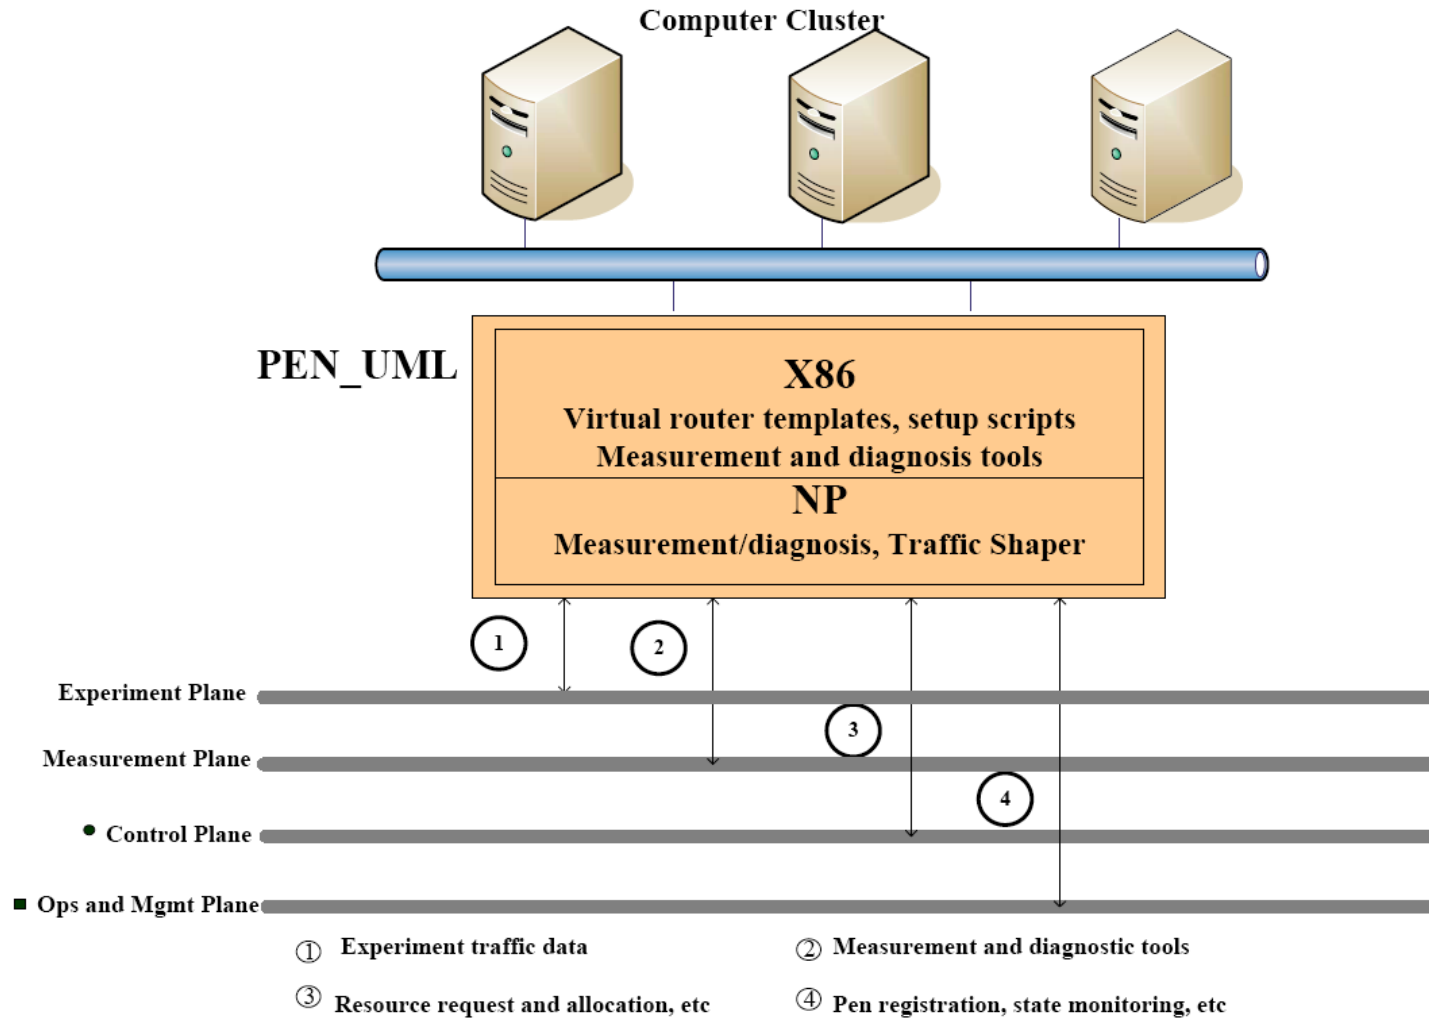 Computer Cluster
PEN_UML
X86
Virtual router templates, setup scripts
Measurement and diagnosis tools
NP
Measurement/diagnosis, Traffic Shaper
1
2
Experiment Plane
3
Measurement Plane
4
Control Plane
Ops and Mgmt Plane
① Experiment traffic data
② Measurement and diagnostic tools
③ Resource request and allocation, etc
④ Pen registration, state monitoring, etc